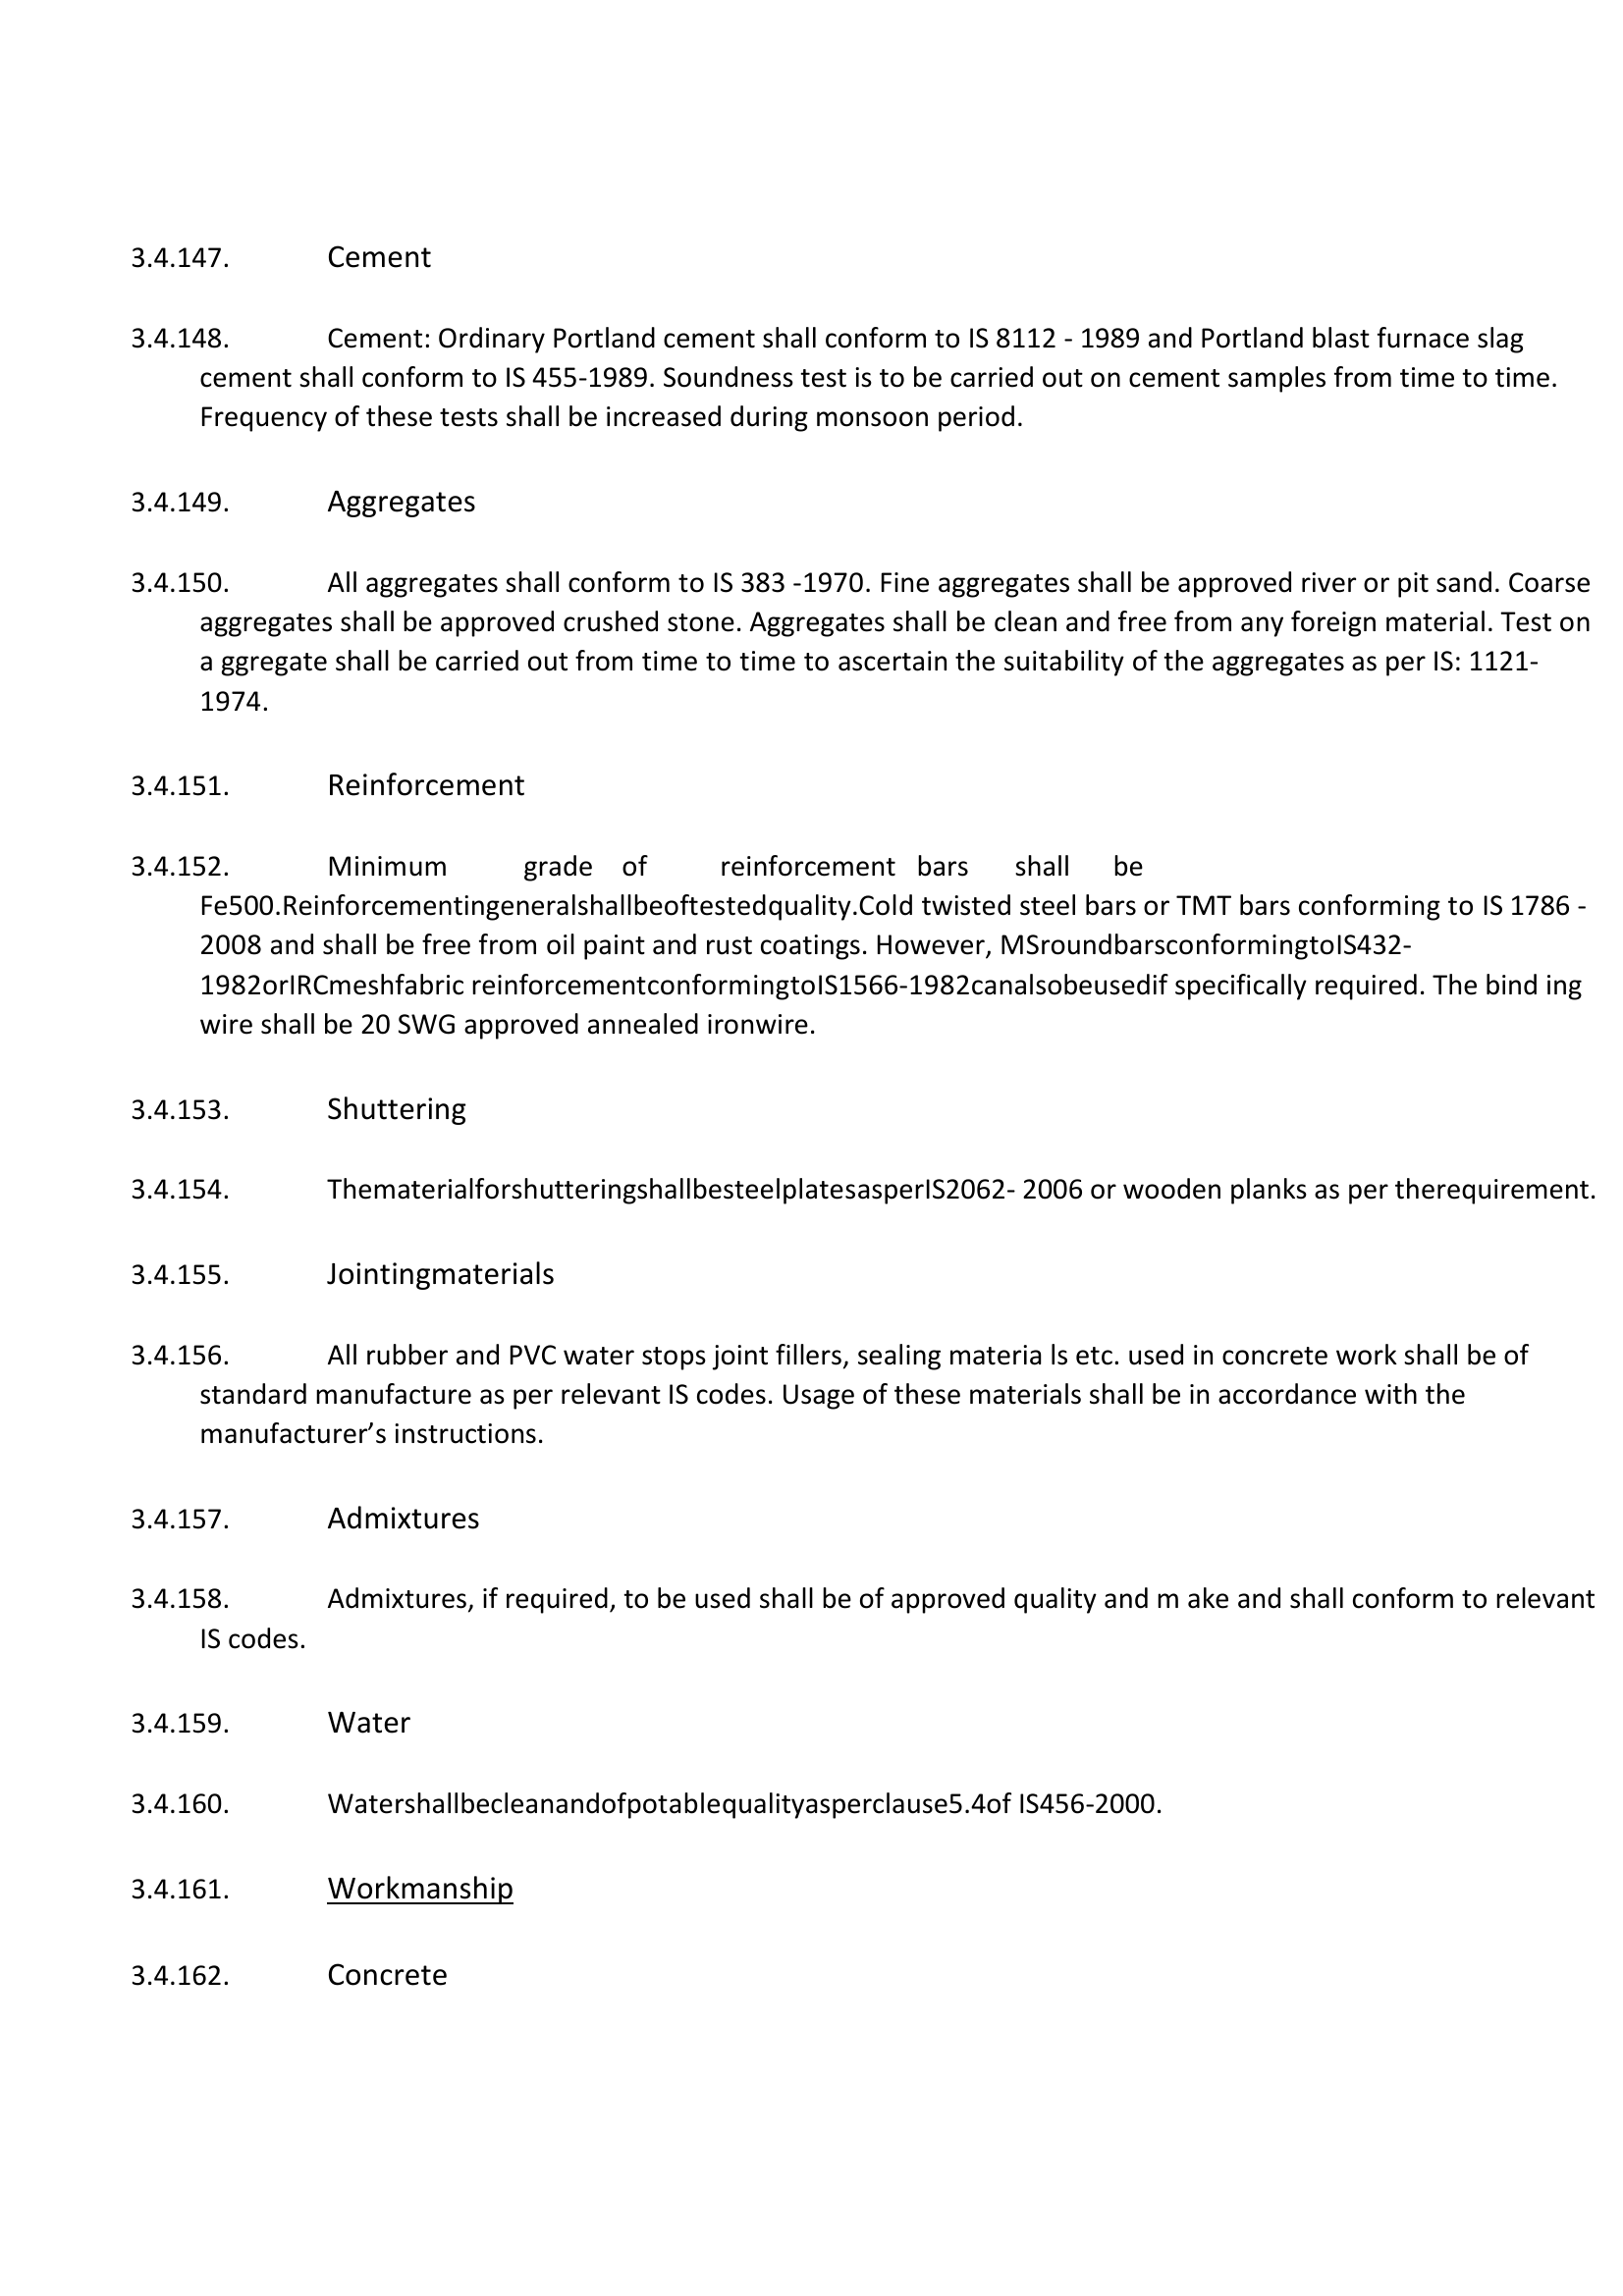 3.4.147. Cement
3.4.148. Cement: Ordinary Portland cement shall conform to IS 8112 - 1989 and Portland blast furnace slag
cement shall conform to IS 455-1989. Soundness test is to be carried out on cement samples from time to time.
Frequency of these tests shall be increased during monsoon period.
3.4.149. Aggregates
3.4.150. All aggregates shall conform to IS 383 -1970. Fine aggregates shall be approved river or pit sand. Coarse
aggregates shall be approved crushed stone. Aggregates shall be clean and free from any foreign material. Test on
a ggregate shall be carried out from time to time to ascertain the suitability of the aggregates as per IS: 1121-
1974.
3.4.151. Reinforcement
3.4.152. Minimum grade of reinforcement bars shall be
Fe500.Reinforcementingeneralshallbeoftestedquality.Cold twisted steel bars or TMT bars conforming to IS 1786 -
2008 and shall be free from oil paint and rust coatings. However, MSroundbarsconformingtoIS432-
1982orIRCmeshfabric reinforcementconformingtoIS1566-1982canalsobeusedif specifically required. The bind ing
wire shall be 20 SWG approved annealed ironwire.
3.4.153. Shuttering
3.4.154. ThematerialforshutteringshallbesteelplatesasperIS2062- 2006 or wooden planks as per therequirement.
3.4.155. Jointingmaterials
3.4.156. All rubber and PVC water stops joint fillers, sealing materia ls etc. used in concrete work shall be of
standard manufacture as per relevant IS codes. Usage of these materials shall be in accordance with the
manufacturer’s instructions.
3.4.157. Admixtures
3.4.158. Admixtures, if required, to be used shall be of approved quality and m ake and shall conform to relevant
IS codes.
3.4.159. Water
3.4.160. Watershallbecleanandofpotablequalityasperclause5.4of IS456-2000.
3.4.161. Workmanship
3.4.162. Concrete